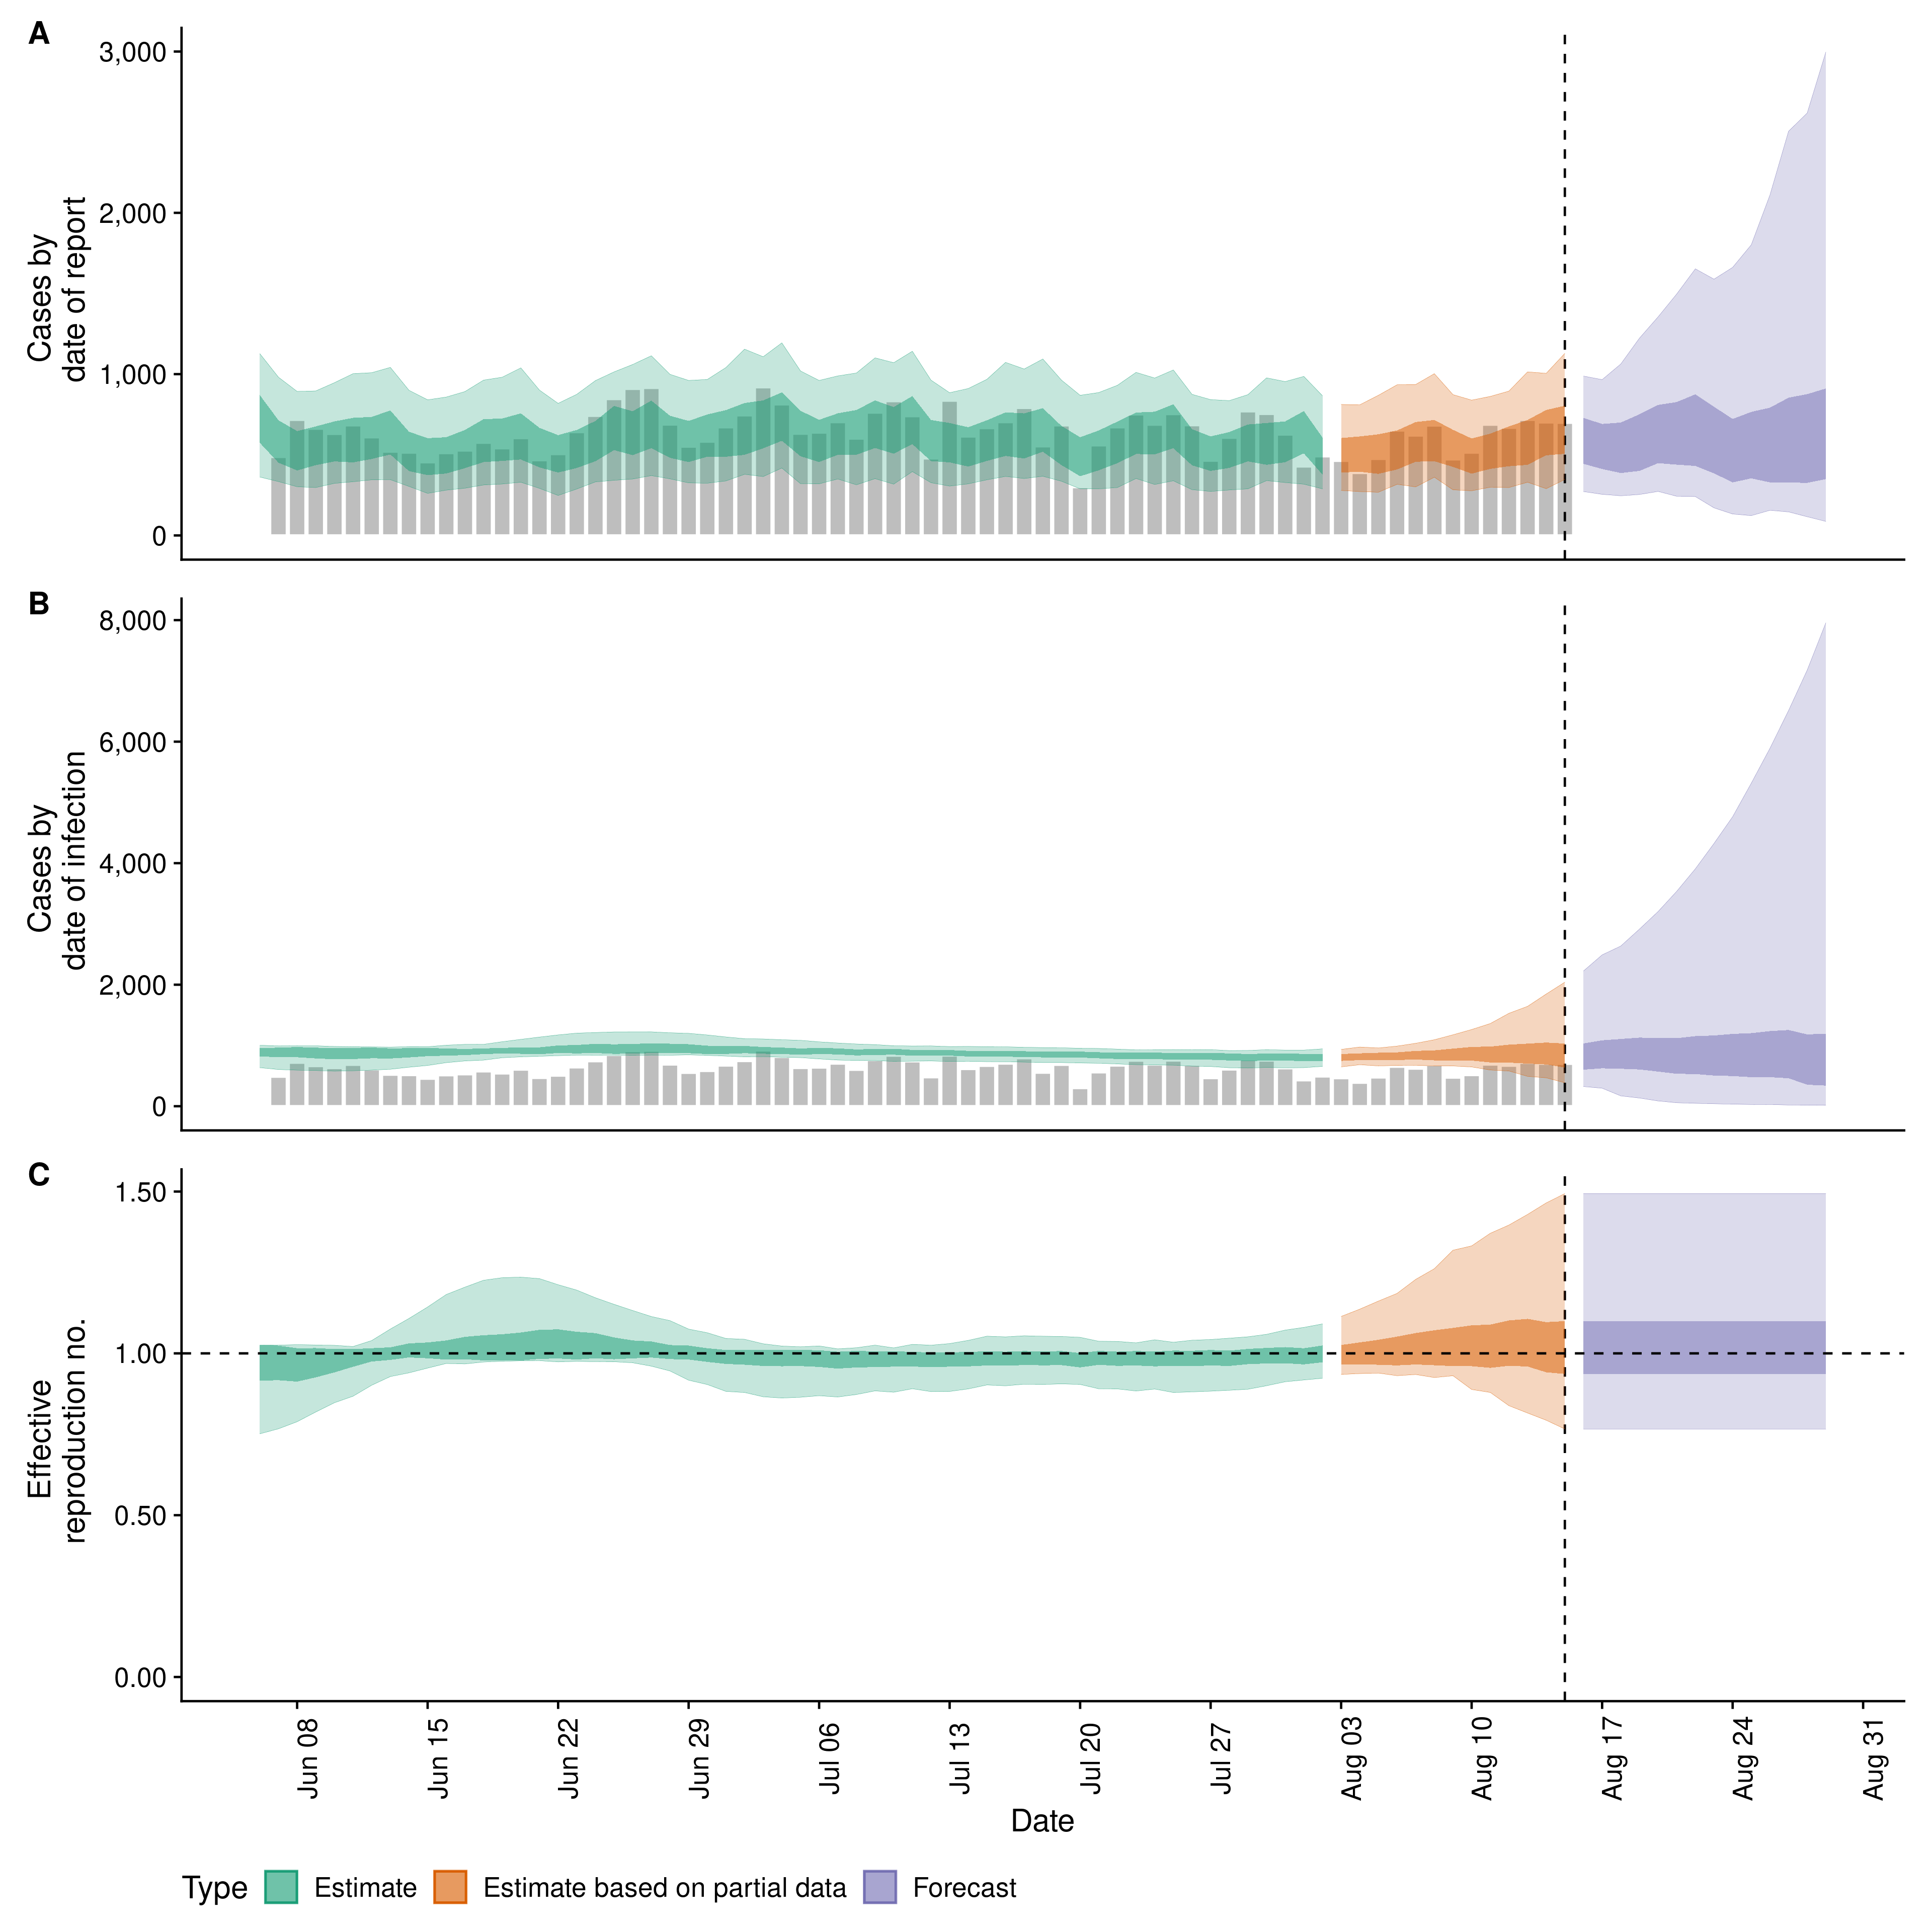 A
3,000
2,000
1,000
0
Cases by
date of report
B
8,000
6,000
4,000
2,000
0
Cases by
date of infection
C
1.50
1.00
0.50
0.00
Effective
reproduction no.
Jun 08
Jun 15
Jun 22
Jun 29
Jul 06
Jul 13
Jul 20
Jul 27
Aug 03
Aug 10
Aug 17
Aug 24
Aug 31
Date
Type
Estimate
Estimate based on partial data
Forecast